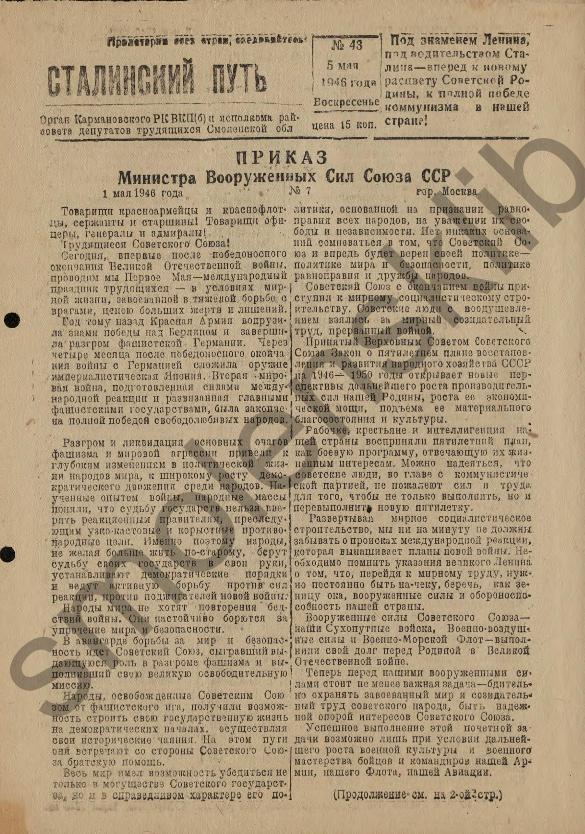 Пролетарии всех стран, соединяйтесь!
СТАЛИНСКИЙ ПУТЬ
Орган Кармановского РК ВКП(б) и исполкома рай-
совета депутатов трудящихся Смоленской обл
№ 43
5 мая
1946 года
Воскресенье
цена 15 коп.
Под знаменем Ленина,
под водительством Ста-
лина—вперед к новому
расцвету Советской Ро-
дины, к полной победе
коммунизма в нашей
стране!
ПРИКАЗ
Министра Вооруженных Сил Союза ССР
1 мая 1946 года № 7 гор. Москва
Товарищи красноармейцы и краснофлот-
цы, сержанты и старшины! Товарищи офи-
церы, генералы и адмиралы!
Трудящиеся Советского Союза!
Сегодня, впервые после победоносного
окончания Великой Отечественной войны,
проводим мы Первое Мая—международный
праздник трудящихся — в условиях мир-
ной жизни, завоеванной в тяжелой борьбе с
врагами, ценою больших жертв и лишений.
Год тому назад Красная Армия водрузи-
ла знамя победы над Берлином и заверши-
ла разгром фашистской Германии. Через
четыре месяца после победоносного оконча
ния войны с Германией сложила оружие
империалистическая Япония. Вторая миро-
вая война, подготовленная силами между-
народной реакции и развязанная главными
фашистскими государствами, была законче-
на полной победой свободолюбивых народов.
Разгром и ликвидация основных очагов
фашизма и мировой агрессии привели к
глубоким изменениям в политической жиз-
ни народов мира, к широкому росту демо-
кратического движения среди народов. На-
ученные опытом войны, народные массы
поняли, что судьбу государств нельзя вве-
рять реакционным правителям, преследую-
щим узко-кастовые и корыстные противо-
народные цели. Именно поэтому народы,
не желая больше жить по-старому, берут
судьбу своих государств в свои руки,
устанавливают демократические порядки
и ведут активную борьбу против сил
реакции, против поджигателей новой войны.
Народы мира не хотят повторения бед-
ствий войны. Они настойчиво борются за
упрочение мира и безопасности.
В авангарде борьбы за мир и безопас-
ность идет Советский Союз, сыгравший вы-
дающуюся роль в разгроме фашизма и вы-
полнивший свою великую освободительную
миссию.
Народы, освобожденные Советским Сою
зом от фашистского ига, получили возмож-
ность строить свою государственную жизнь
на демократических началах, осуществляя
свои исторические чаяния. На этом пути
они встречают со стороны Советского Сою-
за братскую помощь.
Весь мир имел возможность убедиться не
только в могуществе Советского государст-
ва, но и в справедливом характере его по-
литики, основанной на признании равно-
правия всех народов, на уважении их сво-
боды и независимости. Нет никаких основа-
ний сомневаться в том, что Советский Со-
юз и впредь будет верен своей политике—
политике мира и безопасности, политике
равноправия и дружбы народов.
Советский Союз с окончанием войны при-
ступил к мирному социалистическому строи-
тельству. Советские люди с воодушевле-
нием взялись за мирный созидательный
труд, прерванный войной.
Принятый Верховным Советом Советского
Союза Закон о пятилетнем плане восстанов-
ления и развития народного хозяйства СССР
на 1946—1950 годы открывает новые пер-
спективы дальнейшего роста производитель-
ных сил нашей Родины, роста ее экономи-
ческой мощи, подъема ее материального
благосостояния и культуры.
Рабочие, крестьяне и интеллигенция на-
шей страны восприняли пятилетний план,
как боевую программу, отвечающую их жиз-
ненным интересам. Можно надеяться, что
советские люди, во главе с коммунистиче-
ской партией, не пожалеют сил и труда
для того, чтобы не только выполнить, но и
перевыполнить новую пятилетку.
Развертывая мирное социалистическое
строительство, мы ни на минуту не должны
забывать о происках международной реакции,
которая вынашивает планы новой войны. Не-
обходимо помнить указания великого Ленина
о том, что, перейдя к мирному труду, нуж-
но постоянно быть на-чеку, беречь, как зе-
ницу ока, вооруженные силы и обороноспо-
собность нашей страны.
Вооруженные силы Советского Союза—
наши Сухопутные войска, Военно-воздуш-
ные силы и Военно-Морской Флот—выпол-
нили свой долг перед Родиной в Великой
Отечественной войне.
Теперь перед нашими вооруженными си-
лами стоит не менее важная задача—бдитель-
но охранять завоеванный мир и созидатель-
ный труд советского народа, быть надеж-
ной опорой интересов Советского Союза.
Успешное выполнение этой почетной за-
дачи возможно лишь при условии дальней-
шего роста военной культуры и военного
мастерства бойцов и командиров нашей Ар-
мии, нашего Флота, нашей Авиации.
(Продолжение см. на 2-ой стр.)
smolensklib